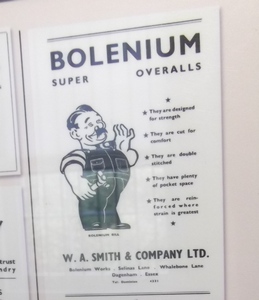 BOLENIUM
SUPER OVERALLS
★ They are designed
for strength
★ They are cut for
comfort
★ They are double
stitched
★ They have plenty
of pocket space
★ They are rein-
forced where
strain is greatest
BOLENIUM BILL
W. A. SMITH & COMPANY LTD.
Bolenium Works - Selinas Lane - Whalebone Lane
Dagenham - Essex
trust
ndry